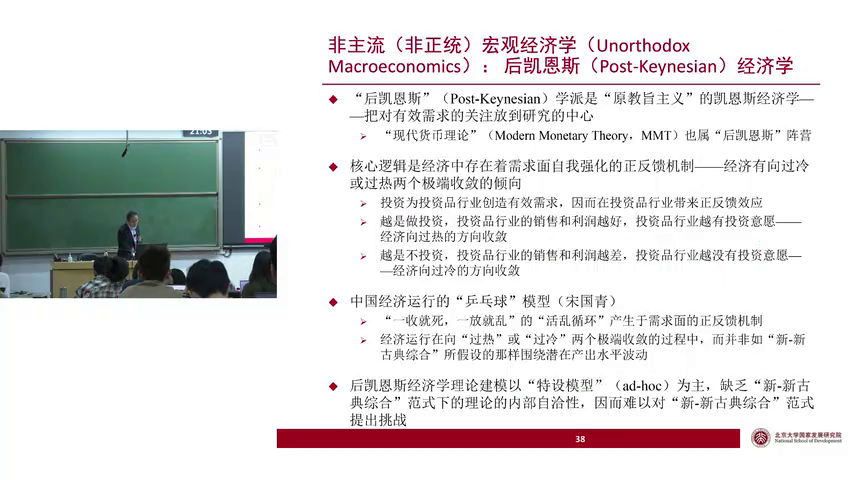 非主流（非正统）宏观经济学（Unorthodox
Macroeconomics）： 后凯恩斯（Post-Keynesian）经济学
“后凯恩斯”（Post-Keynesian）学派是“原教旨主义”的凯恩斯经济学—
—把对有效需求的关注放到研究的中心
“现代货币理论”（Modern Monetary Theory，MMT）也属“后凯恩斯”阵营
核心逻辑是经济中存在着需求面自我强化的正反馈机制——经济有向过冷
或过热两个极端收敛的倾向
投资为投资品行业创造有效需求，因而在投资品行业带来正反馈效应
越是做投资，投资品行业的销售和利润越好，投资品行业越有投资意愿——
经济向过热的方向收敛
越是不投资，投资品行业的销售和利润越差，投资品行业越没有投资意愿—
—经济向过冷的方向收敛
中国经济运行的“乒乓球”模型（宋国青）
“一收就死，一放就乱”的“活乱循环”产生于需求面的正反馈机制
经济运行在向“过热”或“过冷”两个极端收敛的过程中，而并非如“新-新
古典综合”所假设的那样围绕潜在产出水平波动
后凯恩斯经济学理论建模以“特设模型”（ad-hoc）为主，缺乏“新-新古
典综合”范式下的理论的内部自洽性，因而难以对“新-新古典综合”范式
提出挑战
38
北京大学国家发展研究院
National School of Development